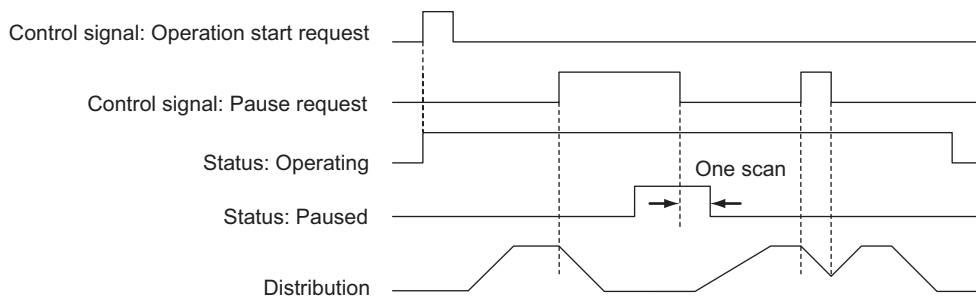 Control signal: Operation start request
Control signal: Pause request
Status: Operating
One scan
Status: Paused
Distribution